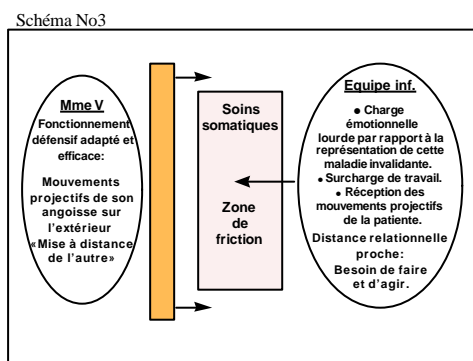 Schéma No3
Mme V
Fonctionnement
défensif adapté et
efficace:
Mouvements
projectifs de son
angoisse sur
l'extérieur
«Mise à distance
de l'autre»
Soins
somatiques
Zone
de
friction
Equipe inf.
• Charge
émotionnelle
lourde par rapport à la
représentation de cette
maladie invalidante.
• Surcharge de travail.
• Réception des
mouvements projectifs
de la patiente.
Distance relationnelle
proche:
Besoin de faire
et d'agir.